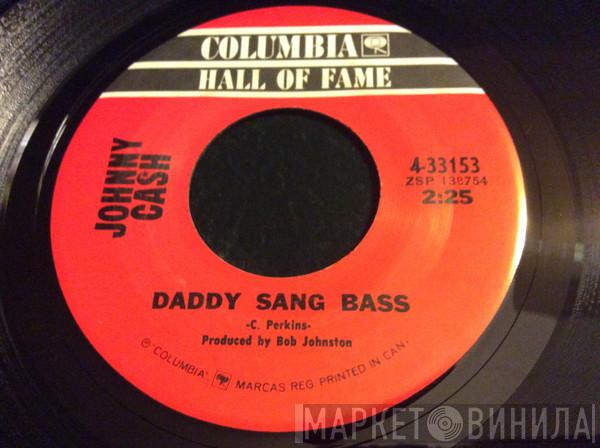 COLUMBIA
HALL OF FAME
JOHNNY
CASH
4-33153
ZSP 138754
2:25
DADDY SANG BASS
-C. Perkins-
Produced by Bob Johnston
℗ COLUMBIA MARCAS REG PRINTED IN CAN.
МАРКЕТ ВИНИЛА